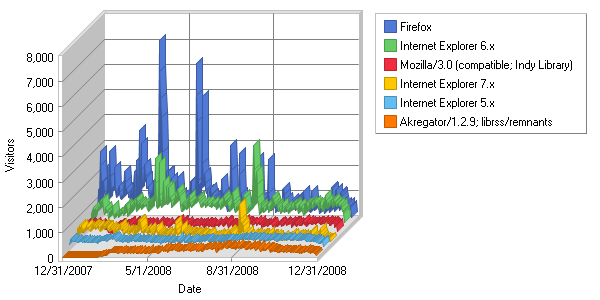 Firefox
Internet Explorer 6.x
Mozilla/3.0 (compatible; Indy Library)
Internet Explorer 7.x
Internet Explorer 5.x
Akregator/1.2.9; librss/remnants
8,000
7,000
6,000
5,000
4,000
3,000
2,000
1,000
0
Visitors
12/31/2007 5/1/2008 8/31/2008 12/31/2008
Date